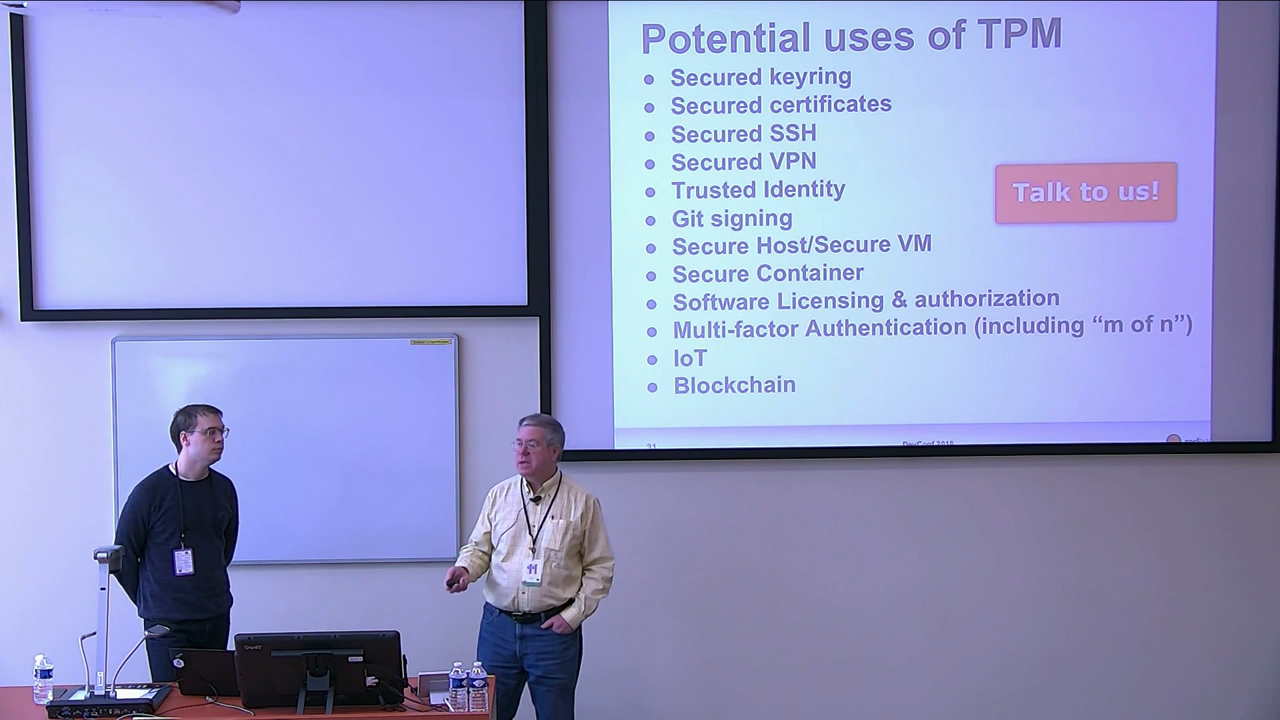 Potential uses of TPM
• Secured keyring
• Secured certificates
• Secured SSH
• Secured VPN
• Trusted Identity
• Git signing
• Secure Host/Secure VM
• Secure Container
• Software Licensing & authorization
• Multi-factor Authentication (including “m of n”)
• IoT
• Blockchain
Talk to us!
31
DevConf 2018